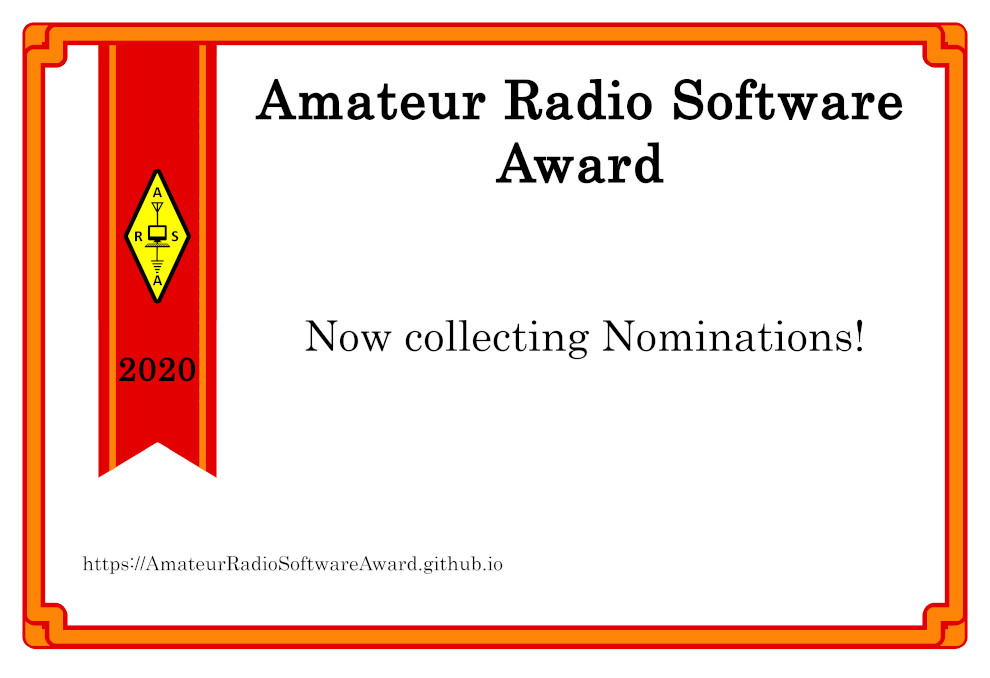 Amateur Radio Software
Award
A
R S
A
Now collecting Nominations!
2020
https://AmateurRadioSoftwareAward.github.io